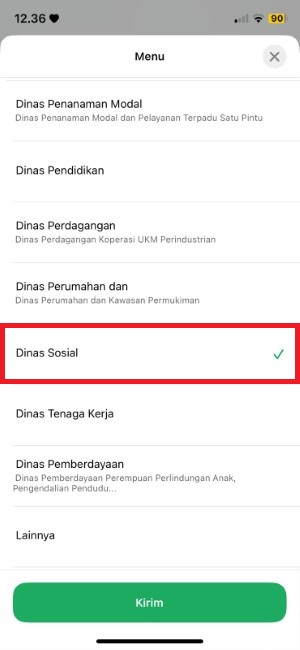 12.36
90
Menu
Dinas Penanaman Modal
Dinas Penanaman Modal dan Pelayanan Terpadu Satu Pintu
Dinas Pendidikan
Dinas Perdagangan
Dinas Perdagangan Koperasi UKM Perindustrian
Dinas Perumahan dan
Dinas Perumahan dan Kawasan Permukiman
Dinas Sosial
Dinas Tenaga Kerja
Dinas Pemberdayaan
Dinas Pemberdayaan Perempuan Perlindungan Anak,
Pengendalian Pendudu...
Lainnya
Kirim